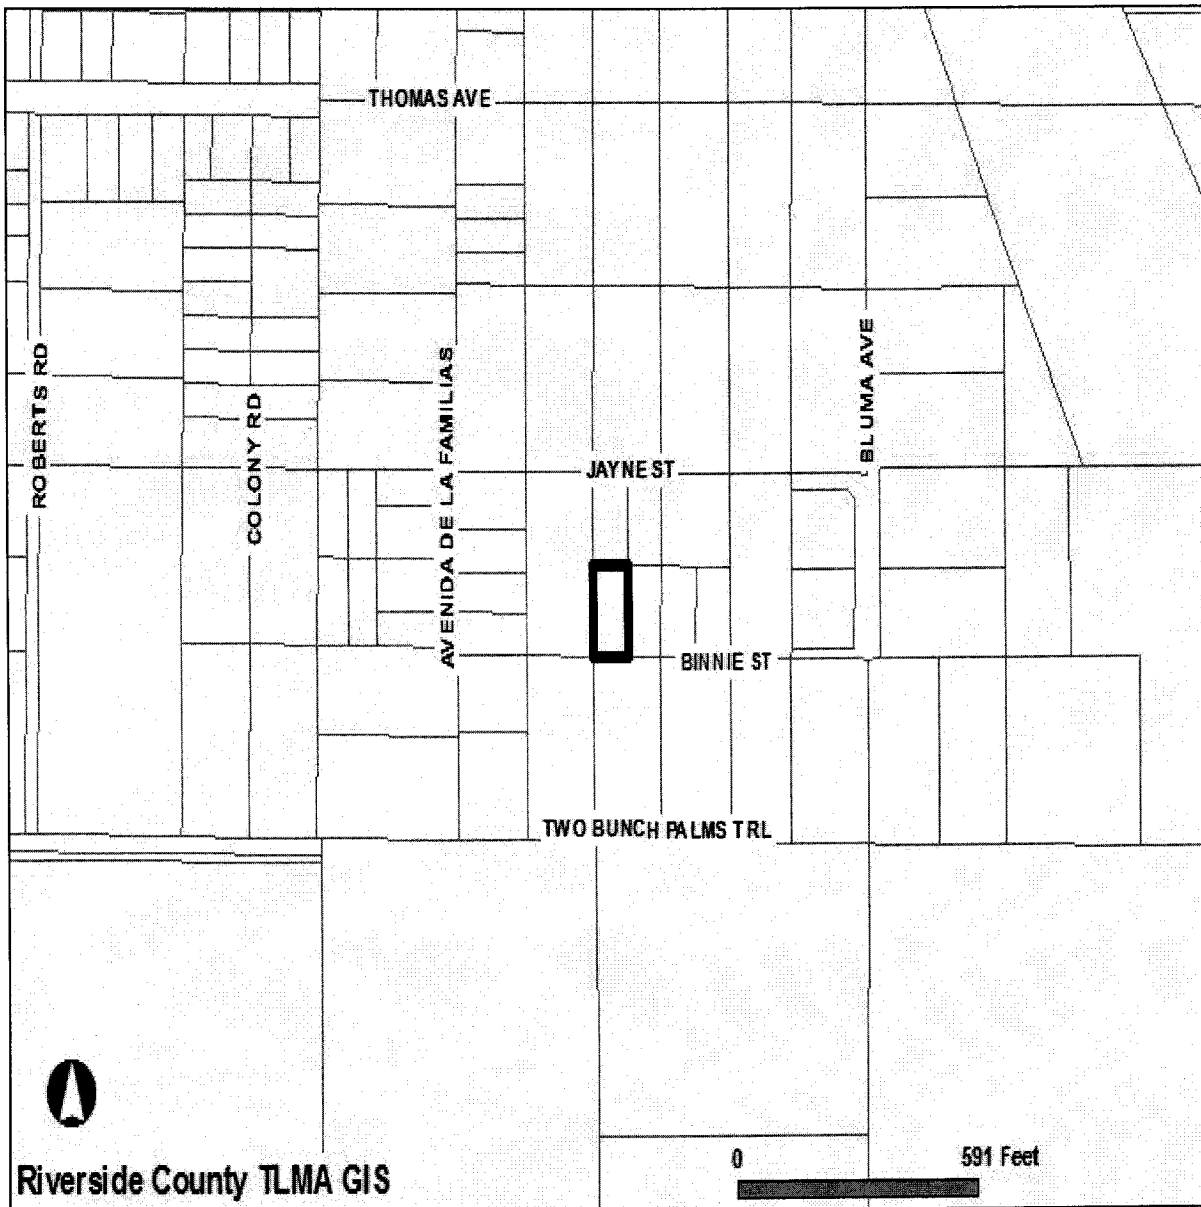 THOMAS AVE
ROBERTS RD
COLONY RD
AVENIDA DE LA FAMILIAS
BLUMA AVE
JAYNE ST
BINNIE ST
TWO BUNCH PALMS TRL
0
591 Feet
Riverside County TLMA GIS